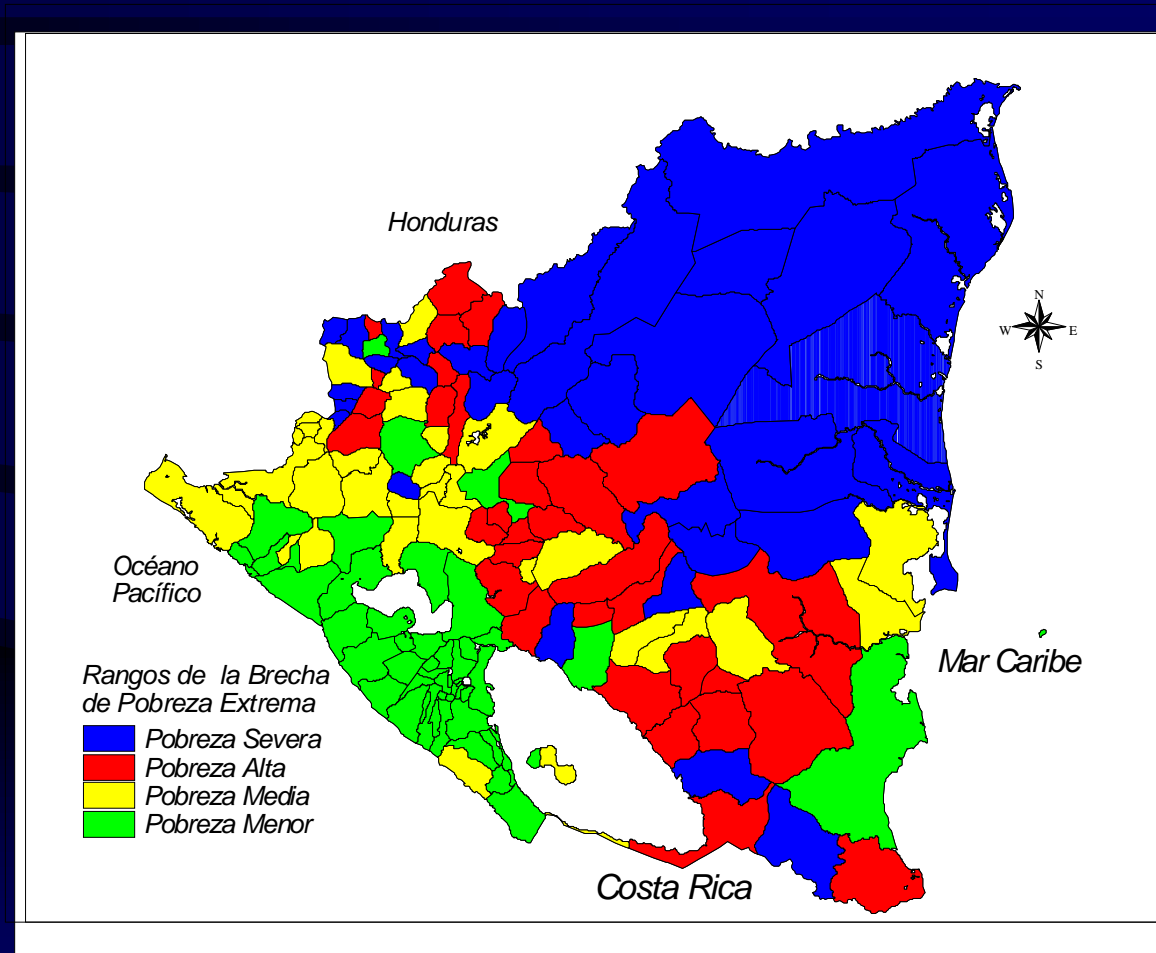 Honduras
N
W E
S
Océano
Pacífico
Mar Caribe
Rangos de la Brecha
de Pobreza Extrema
Pobreza Severa
Pobreza Alta
Pobreza Media
Pobreza Menor
Costa Rica